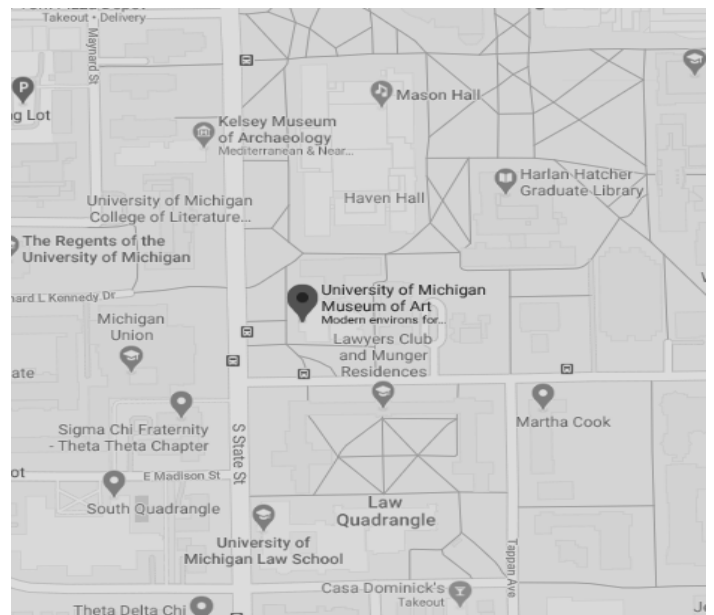 Takeout • Delivery
Maynard St
P
ng Lot
Mason Hall
Kelsey Museum
of Archaeology
Mediterranean & Near...
Harlan Hatcher
Graduate Library
University of Michigan
College of Literature...
Haven Hall
The Regents of the
University of Michigan
nard L Kennedy Dr
University of Michigan
Museum of Art
Modern environs for...
Michigan
Union
Lawyers Club
and Munger
Residences
ate
Sigma Chi Fraternity
- Theta Theta Chapter
S State St
Martha Cook
ot
E Madison St
South Quadrangle
Law
Quadrangle
University of
Michigan Law School
Tappan Ave
Casa Dominick's
Takeout
Theta Delta Chi
Je